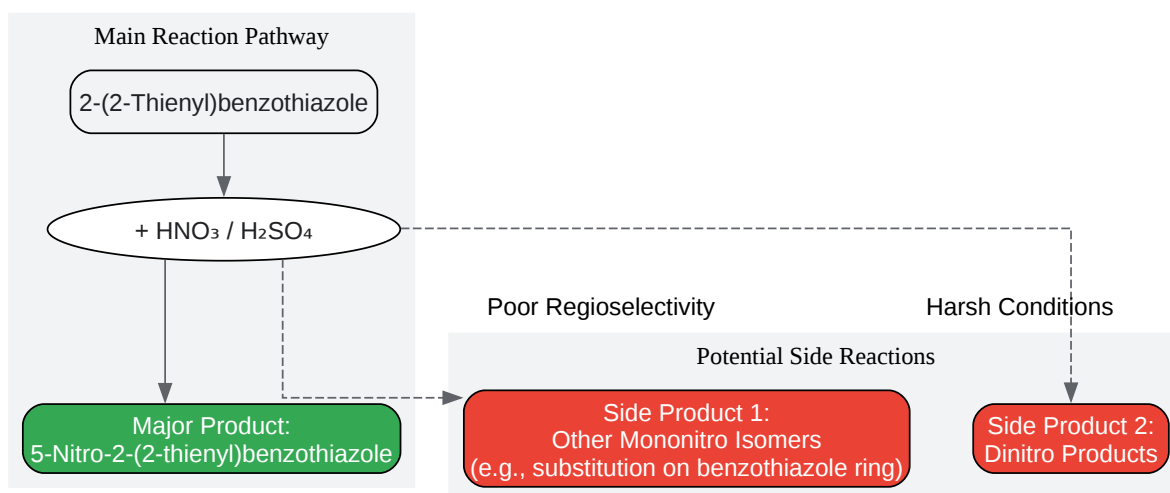 Main Reaction Pathway
2-(2-Thienyl)benzothiazole
+ HNO₃ / H₂SO₄
Poor Regioselectivity
Harsh Conditions
Potential Side Reactions
Major Product:
5-Nitro-2-(2-thienyl)benzothiazole
Side Product 1:
Other Mononitro Isomers
(e.g., substitution on benzothiazole ring)
Side Product 2:
Dinitro Products